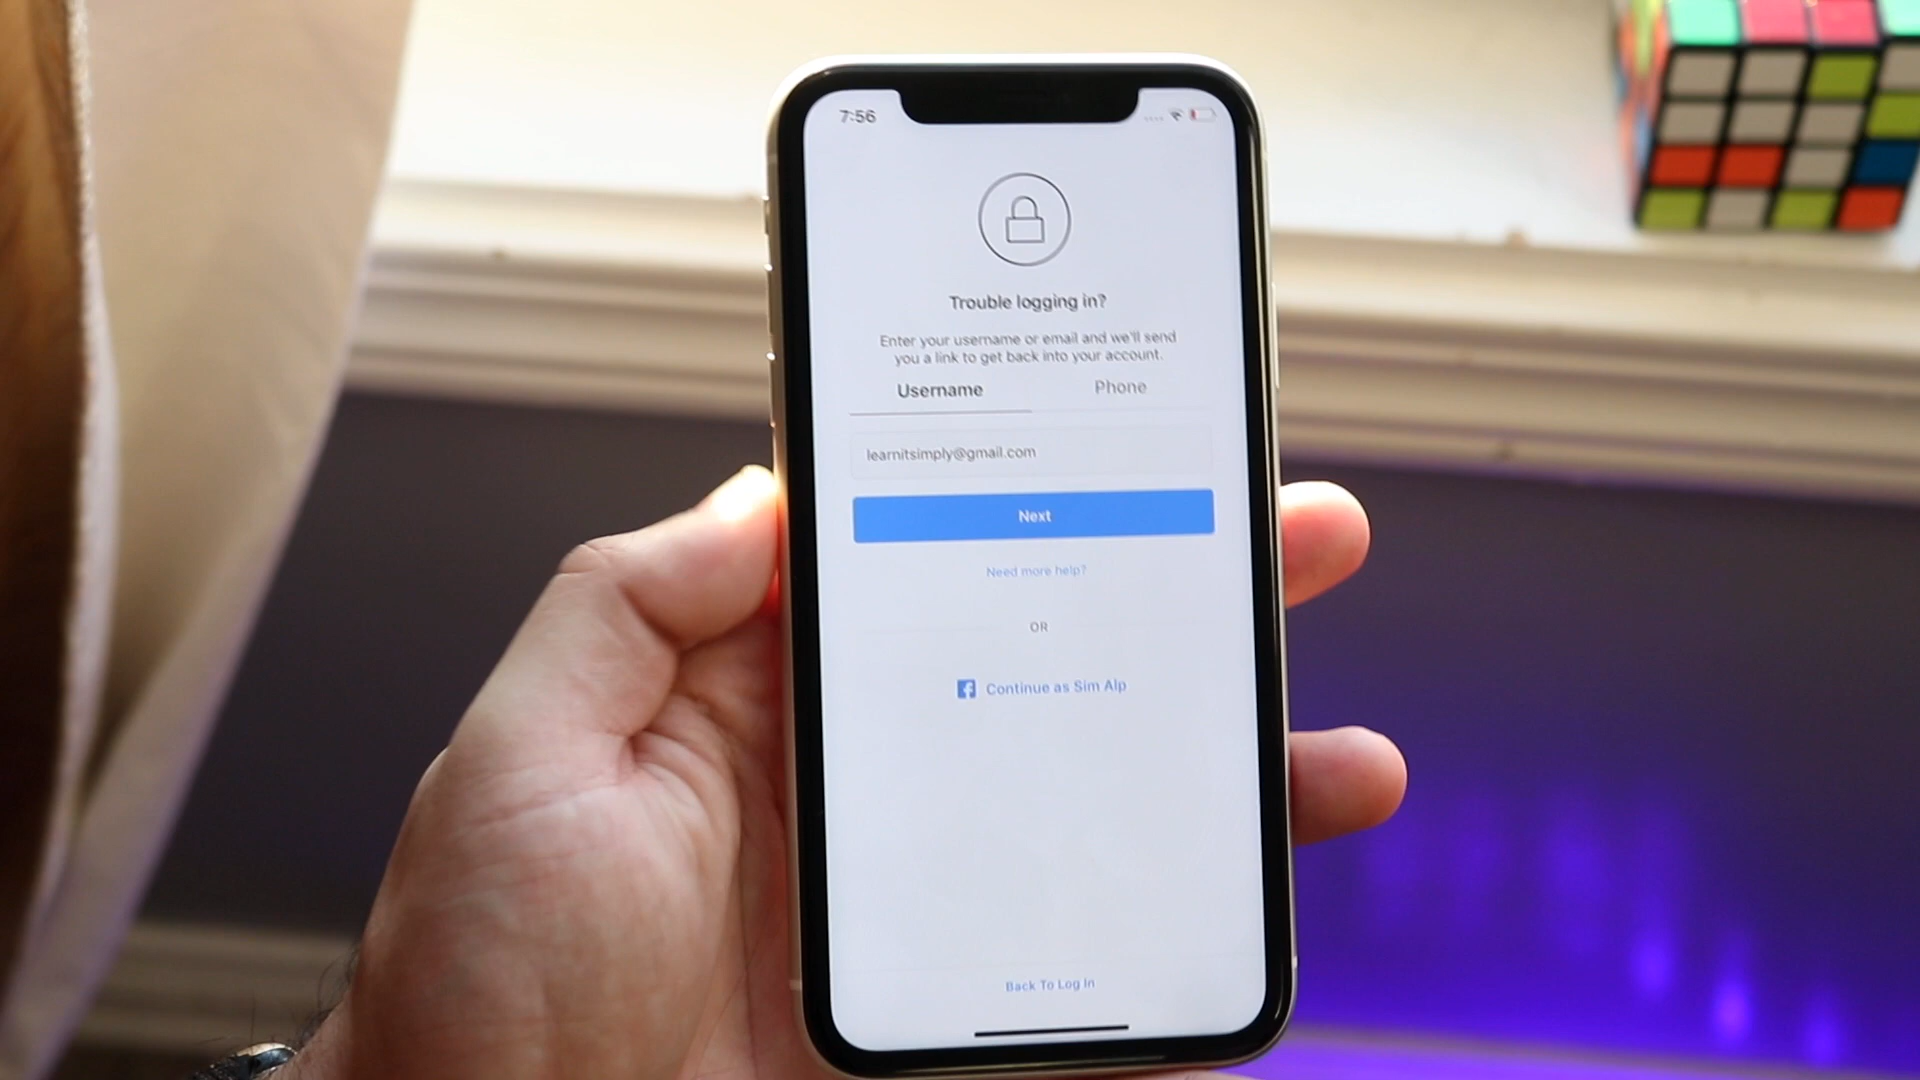 7:56
Trouble logging in?
Enter your username or email and we'll send
you a link to get back into your account.
Username
Phone
learnitsimply@gmail.com
Next
Need more help?
OR
Continue as Sim Alp
Back To Log In